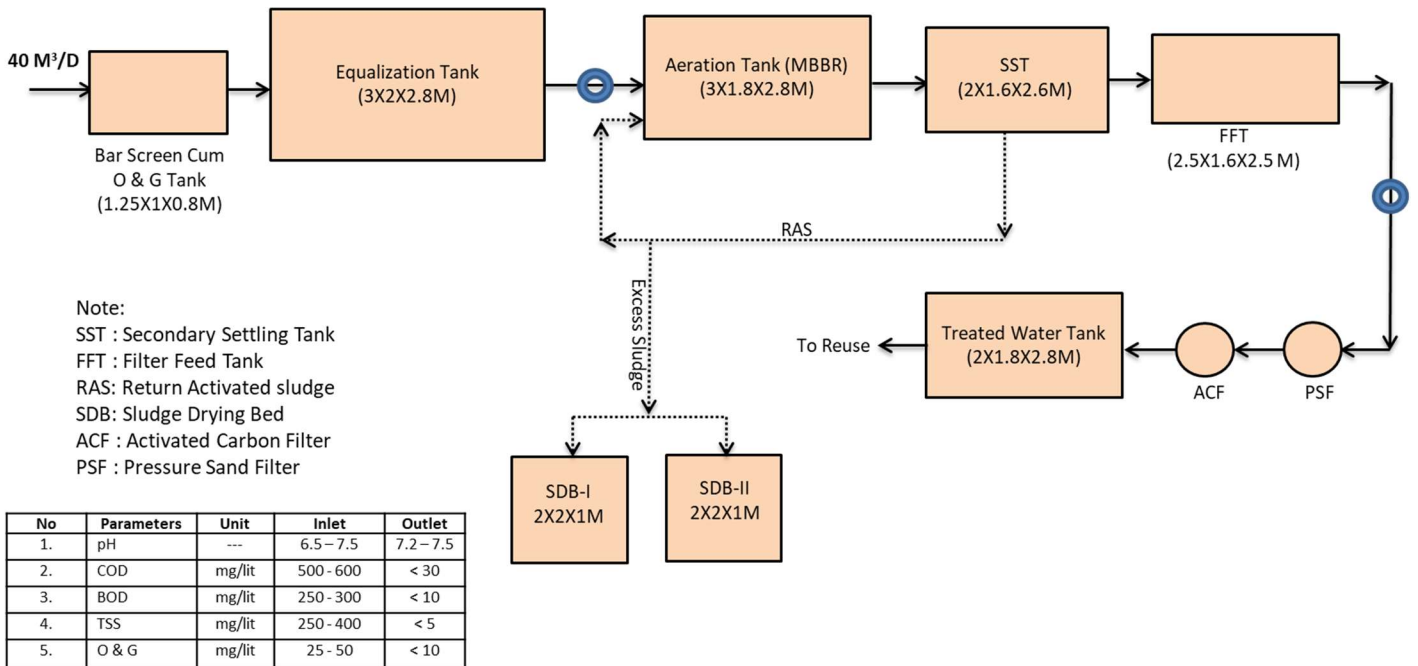 40 M³/D
Bar Screen Cum
O & G Tank
(1.25X1X0.8M)
Equalization Tank
(3X2X2.8M)
Aeration Tank (MBBR)
(3X1.8X2.8M)
SST
(2X1.6X2.6M)
FFT
(2.5X1.6X2.5 M)
RAS
Excess Sludge
To Reuse
Treated Water Tank
(2X1.8X2.8M)
ACF
PSF
SDB-I
2X2X1M
SDB-II
2X2X1M
Note:
SST : Secondary Settling Tank
FFT : Filter Feed Tank
RAS: Return Activated sludge
SDB: Sludge Drying Bed
ACF : Activated Carbon Filter
PSF : Pressure Sand Filter
No Parameters Unit Inlet Outlet
1. pH --- 6.5 – 7.5 7.2 – 7.5
2. COD mg/lit 500 - 600 < 30
3. BOD mg/lit 250 - 300 < 10
4. TSS mg/lit 250 - 400 < 5
5. O & G mg/lit 25 - 50 < 10